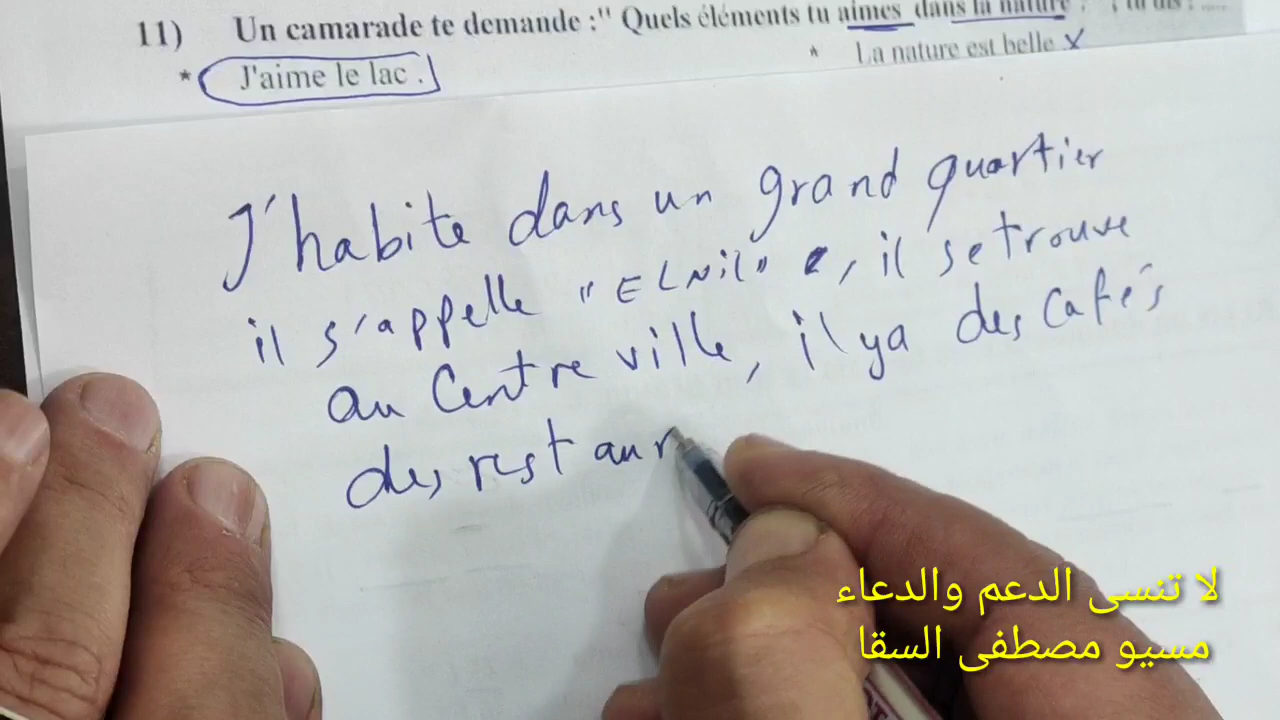 11) Un camarade te demande :" Quels éléments tu aimes dans la nature
* J'aime le lac . * La nature est belle x
J'habite dans un grand quartier
il s'appelle "ELNil" , il se trouve
au Centre ville, il ya des Cafés
des restaur
لا تنسى الدعم والدعاء
مسيو مصطفى السقا